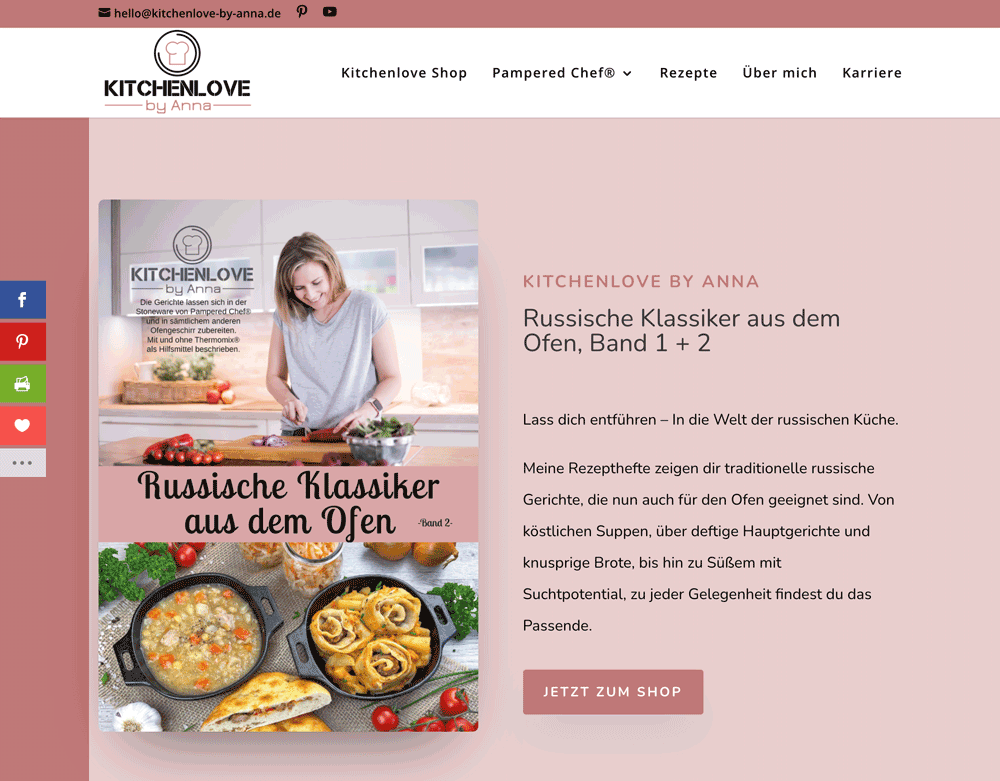 hello@kitchenlove-by-anna.de
KITCHENLOVE
by Anna
Kitchenlove Shop
Pampered Chef®
Rezepte
Über mich
Karriere
KITCHENLOVE
by Anna
Die Gerichte lassen sich in der
Stoneware von Pampered Chef®
und in sämtlichem anderen
Ofengeschirr zubereiten.
Mit und ohne Thermomix®
als Hilfsmittel beschrieben.
Russische Klassiker
aus dem Ofen
-Band 2-
KITCHENLOVE BY ANNA
Russische Klassiker aus dem
Ofen, Band 1 + 2
Lass dich entführen – In die Welt der russischen Küche.
Meine Rezepthefte zeigen dir traditionelle russische
Gerichte, die nun auch für den Ofen geeignet sind. Von
köstlichen Suppen, über deftige Hauptgerichte und
knusprige Brote, bis hin zu Süßem mit
Suchtpotential, zu jeder Gelegenheit findest du das
Passende.
JETZT ZUM SHOP